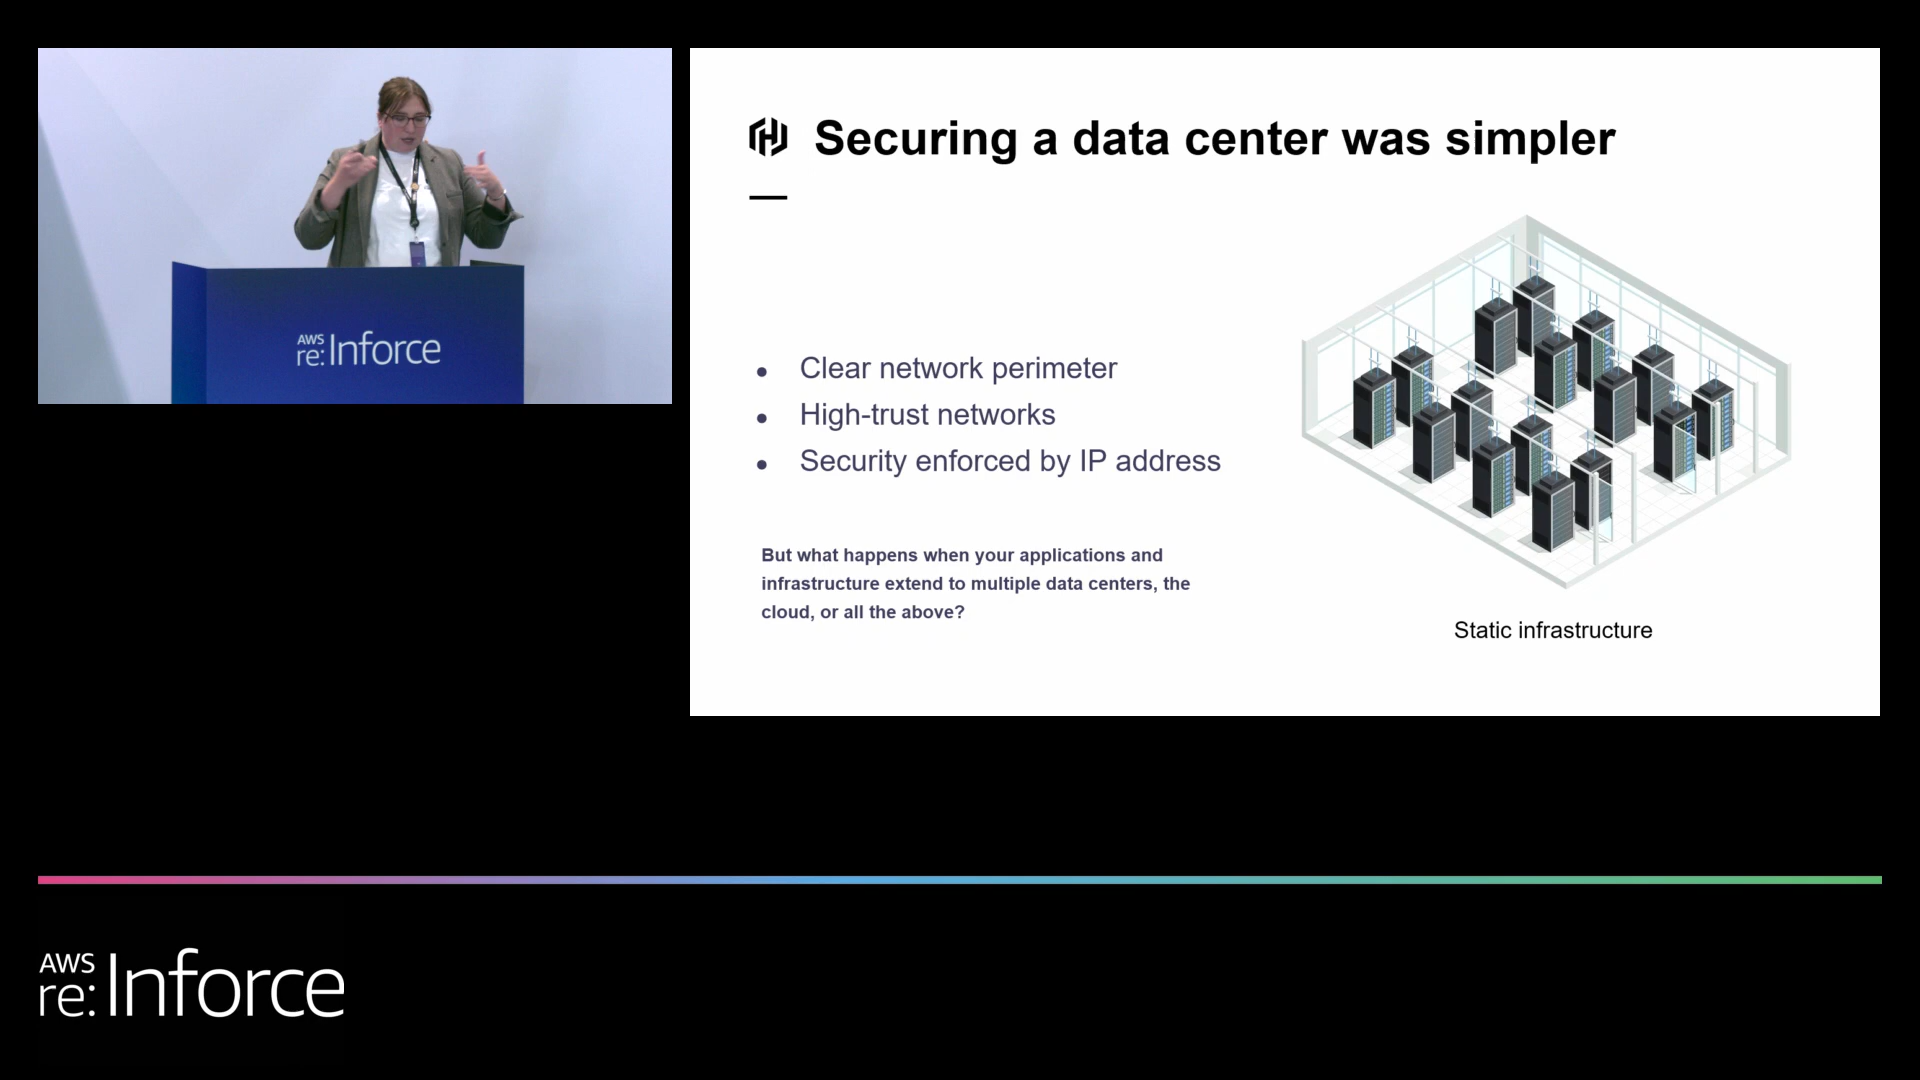 AWS
re:Inforce
Securing a data center was simpler
• Clear network perimeter
• High-trust networks
• Security enforced by IP address
But what happens when your applications and
infrastructure extend to multiple data centers, the
cloud, or all the above?
Static infrastructure
AWS
re:Inforce